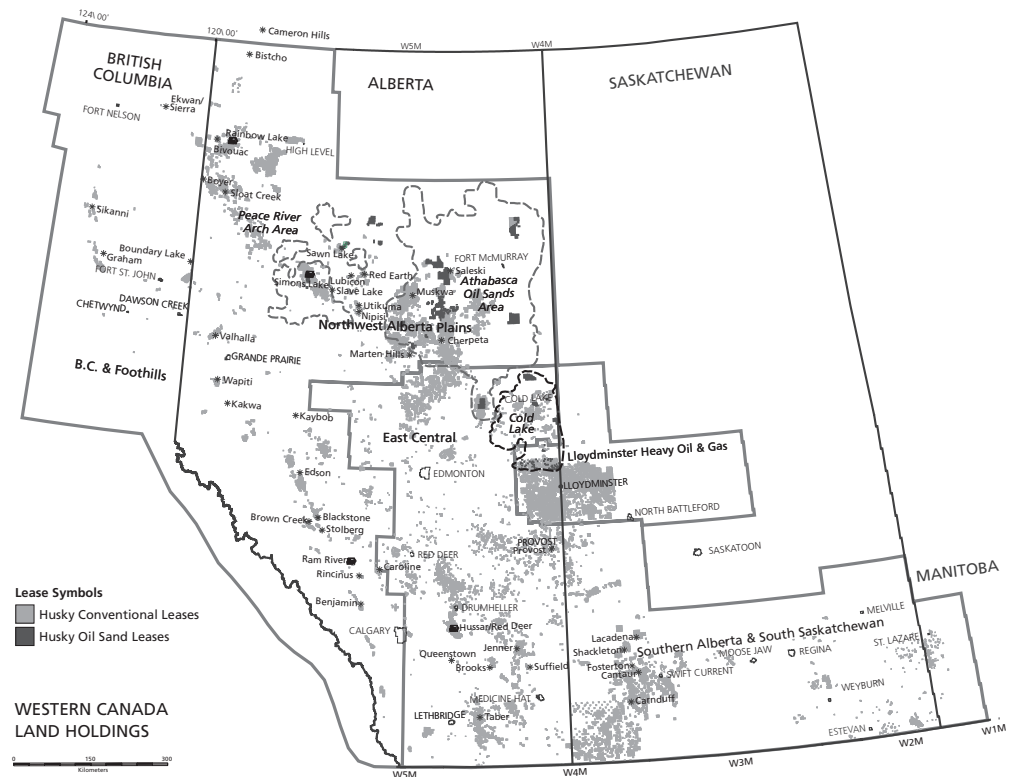 124\00'
120\00'
Cameron Hills
W5M
W4M
Bistcho
BRITISH
COLUMBIA
ALBERTA
SASKATCHEWAN
Ekwan/
Sierra
FORT NELSON
Rainbow Lake
Bivouac
HIGH LEVEL
Boyer
Sloat Creek
Sikanni
Peace River
Arch Area
Boundary Lake
Graham
FORT ST. JOHN
Sawn Lake
FORT McMURRAY
Saleski
Red Earth
Lubicon
Simons Lake
Slave Lake
Muskwa
Athabasca
Oil Sands
Area
DAWSON CREEK
CHETWYND
Utikuma
Nipisi
Northwest Alberta Plains
Valhalla
Cherpeta
GRANDE PRAIRIE
Marten Hills
B.C. & Foothills
Wapiti
Kakwa
Kaybob
COLD LAKE
Cold
Lake
East Central
Lloydminster Heavy Oil & Gas
Edson
EDMONTON
LLOYDMINSTER
Brown Creek
Blackstone
Stolberg
NORTH BATTLEFORD
PROVOST
Provost
Ram River
RED DEER
SASKATOON
Caroline
Rincinus
MANITOBA
Lease Symbols
Husky Conventional Leases
Husky Oil Sand Leases
Benjamin
DRUMHELLER
MELVILLE
CALGARY
Hussar/Red Deer
Lacadena
Southern Alberta & South Saskatchewan
Shackleton
Jenner
Queenstown
MOOSE JAW
REGINA
ST. LAZARE
Brooks
Suffield
Fosterton
Cantaur
SWIFT CURRENT
MEDICINE HAT
Carnduff
WEYBURN
LETHBRIDGE
Taber
ESTEVAN
WESTERN CANADA
LAND HOLDINGS
0 150 300
Kilometers
W5M
W4M
W3M
W2M
W1M